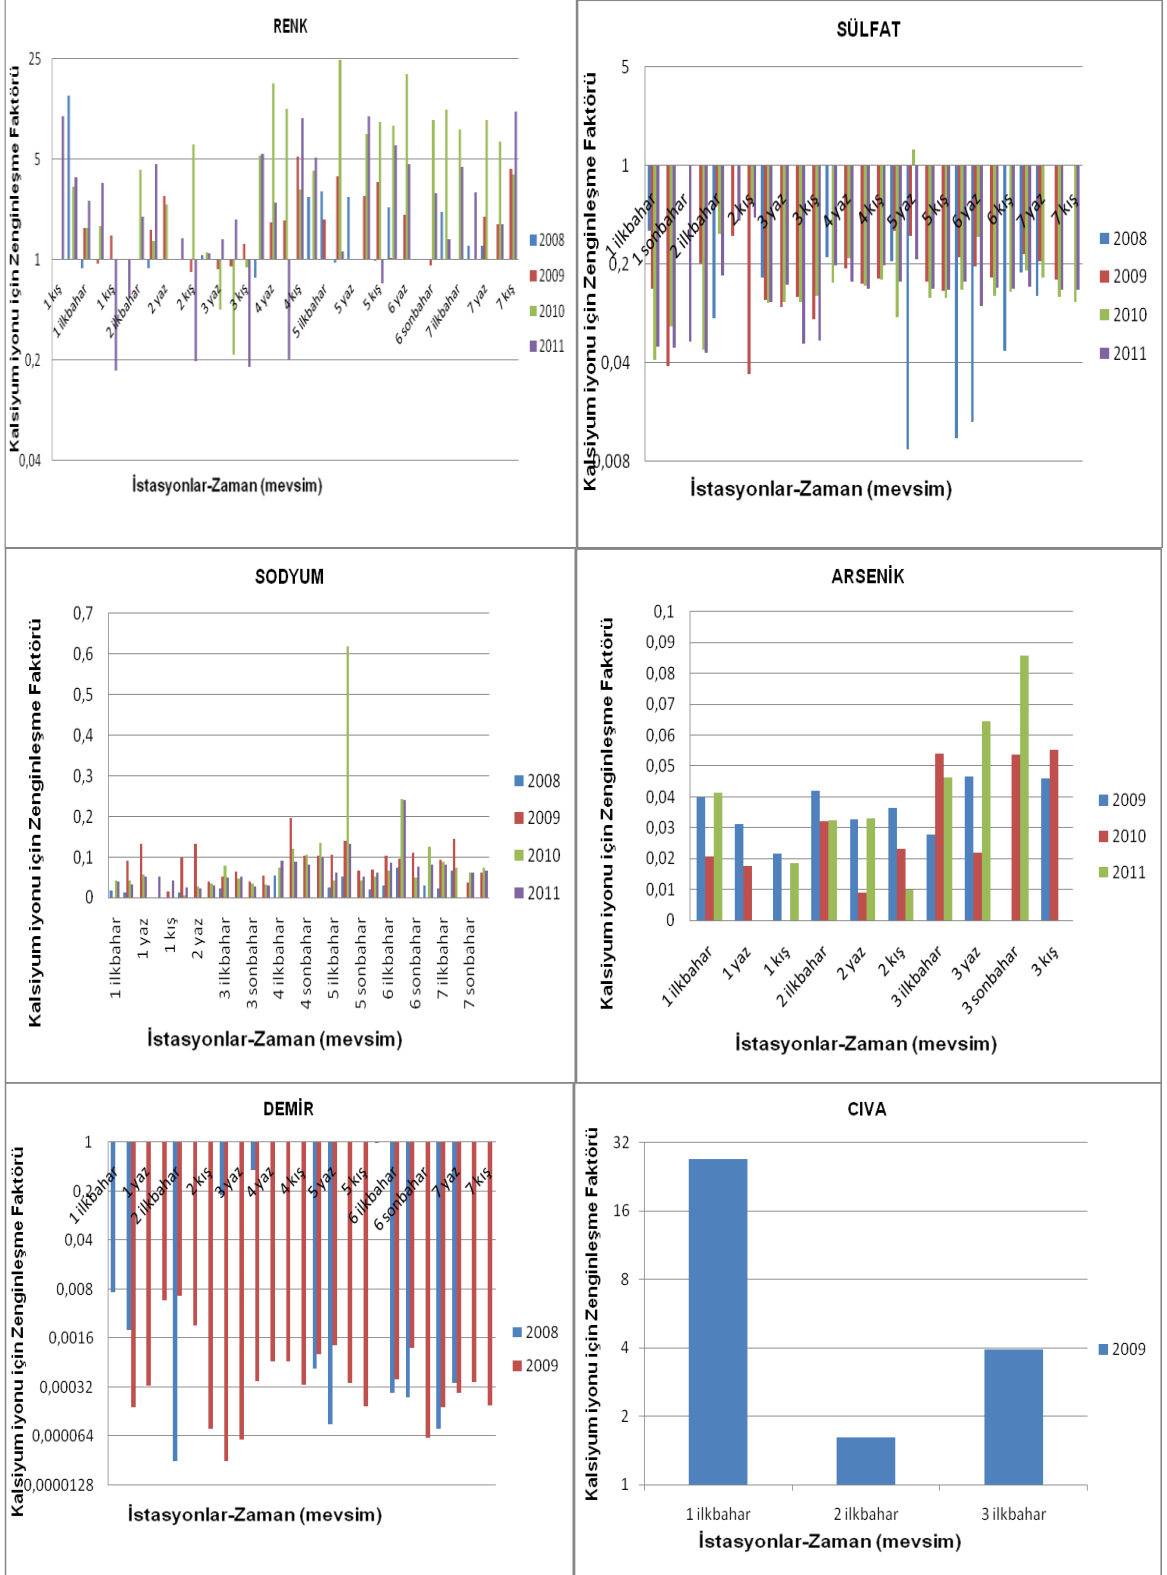 RENK
Kalsiyum iyonu için Zenginleşme Faktörü
25
5
1
0,2
0,04
1 kış
1 ilkbahar
1 kış
2 ilkbahar
2 yaz
2 kış
3 yaz
3 kış
4 yaz
4 kış
5 ilkbahar
5 yaz
5 kış
6 yaz
6 sonbahar
7 ilkbahar
7 yaz
7 kış
2008
2009
2010
2011
İstasyonlar-Zaman (mevsim)
SÜLFAT
Kalsiyum iyonu için Zenginleşme Faktörü
5
1
0,2
0,04
0,008
1 ilkbahar
1 sonbahar
2 ilkbahar
2 kış
3 yaz
3 kış
4 yaz
4 kış
5 yaz
5 kış
6 yaz
6 kış
7 yaz
7 kış
2008
2009
2010
2011
İstasyonlar-Zaman (mevsim)
SODYUM
Kalsiyum iyonu için Zenginleşme Faktörü
0,7
0,6
0,5
0,4
0,3
0,2
0,1
0
1 ilkbahar
1 yaz
1 kış
2 yaz
3 ilkbahar
3 sonbahar
4 ilkbahar
4 sonbahar
5 ilkbahar
5 sonbahar
6 ilkbahar
6 sonbahar
7 ilkbahar
7 sonbahar
2008
2009
2010
2011
İstasyonlar-Zaman (mevsim)
ARSENİK
Kalsiyum iyonu için Zenginleşme Faktörü
0,1
0,09
0,08
0,07
0,06
0,05
0,04
0,03
0,02
0,01
0
1 ilkbahar
1 yaz
1 kış
2 ilkbahar
2 yaz
2 kış
3 ilkbahar
3 yaz
3 sonbahar
3 kış
2009
2010
2011
İstasyonlar-Zaman (mevsim)
DEMİR
Kalsiyum iyonu için Zenginleşme Faktörü
1
0,2
0,04
0,008
0,0016
0,00032
0,000064
0,0000128
1 ilkbahar
1 yaz
2 ilkbahar
2 kış
3 yaz
4 yaz
4 kış
5 yaz
5 kış
6 ilkbahar
6 sonbahar
7 yaz
7 kış
2008
2009
İstasyonlar-Zaman (mevsim)
CIVA
Kalsiyum iyonu için Zenginleşme Faktörü
32
16
8
4
2
1
1 ilkbahar
2 ilkbahar
3 ilkbahar
2009
İstasyonlar-Zaman (mevsim)